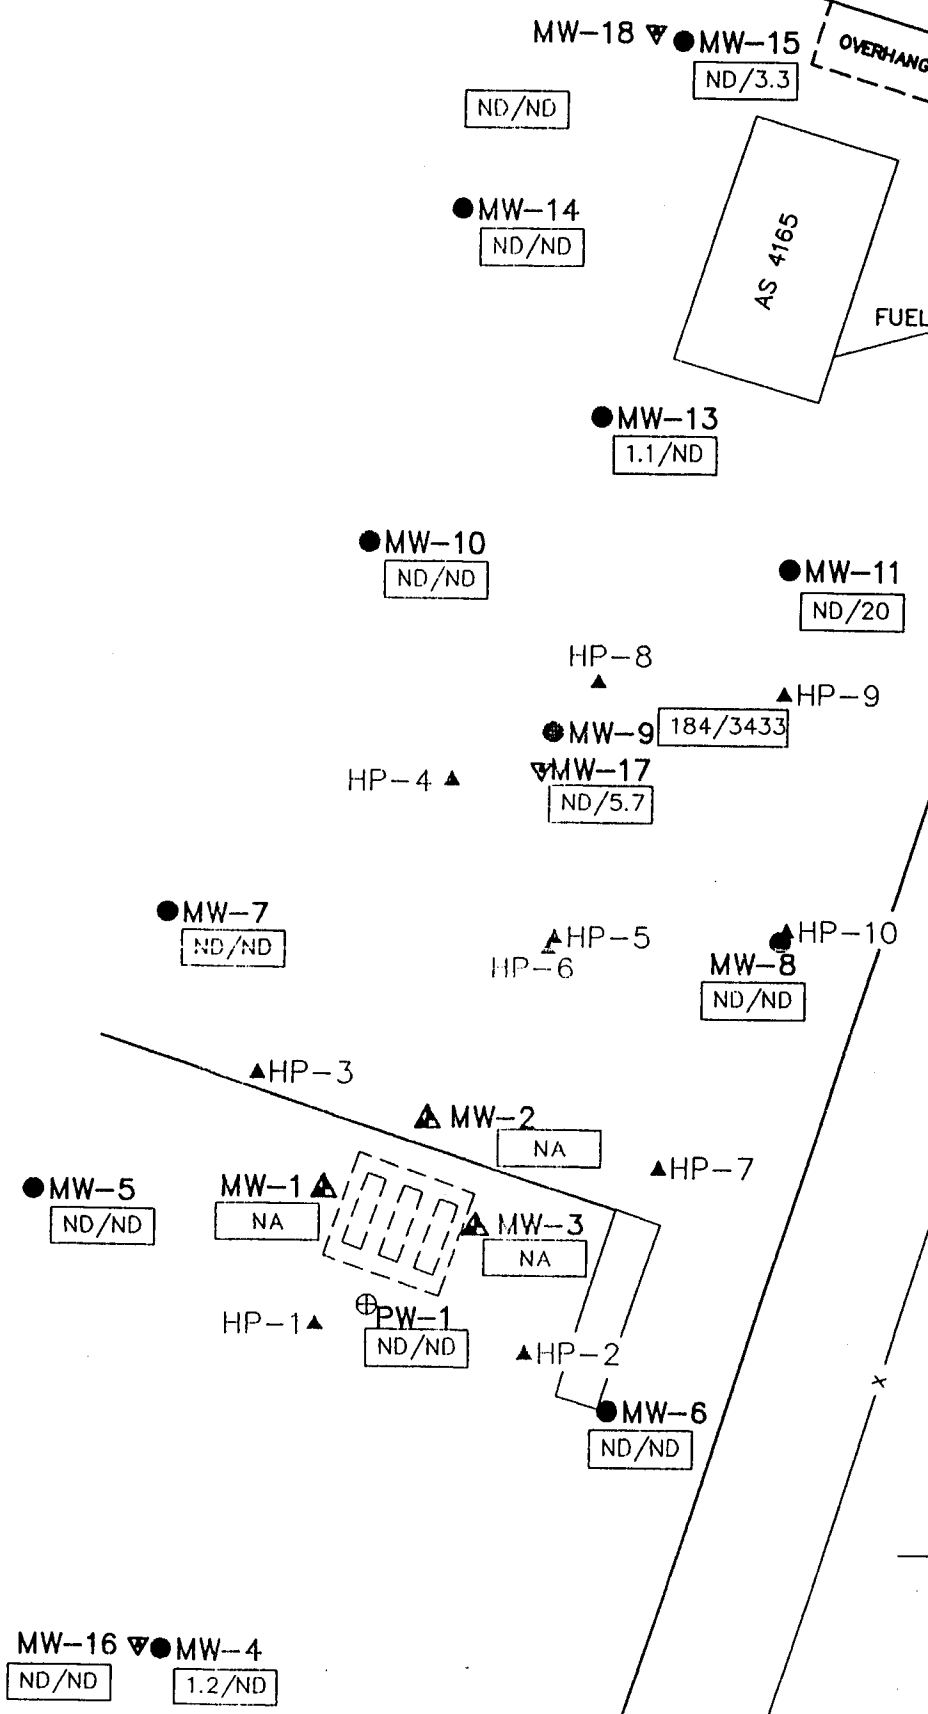 MW-18
MW-15
OVERHANG
ND/3.3
ND/ND
MW-14
ND/ND
AS 4165
FUEL
MW-13
1.1/ND
MW-10
ND/ND
MW-11
ND/20
HP-8
HP-9
MW-9
184/3433
HP-4
MW-17
ND/5.7
MW-7
ND/ND
HP-5
HP-6
HP-10
MW-8
ND/ND
HP-3
MW-2
NA
HP-7
MW-5
ND/ND
MW-1
NA
MW-3
NA
HP-1
PW-1
ND/ND
HP-2
MW-6
ND/ND
x
MW-16
MW-4
ND/ND
1.2/ND